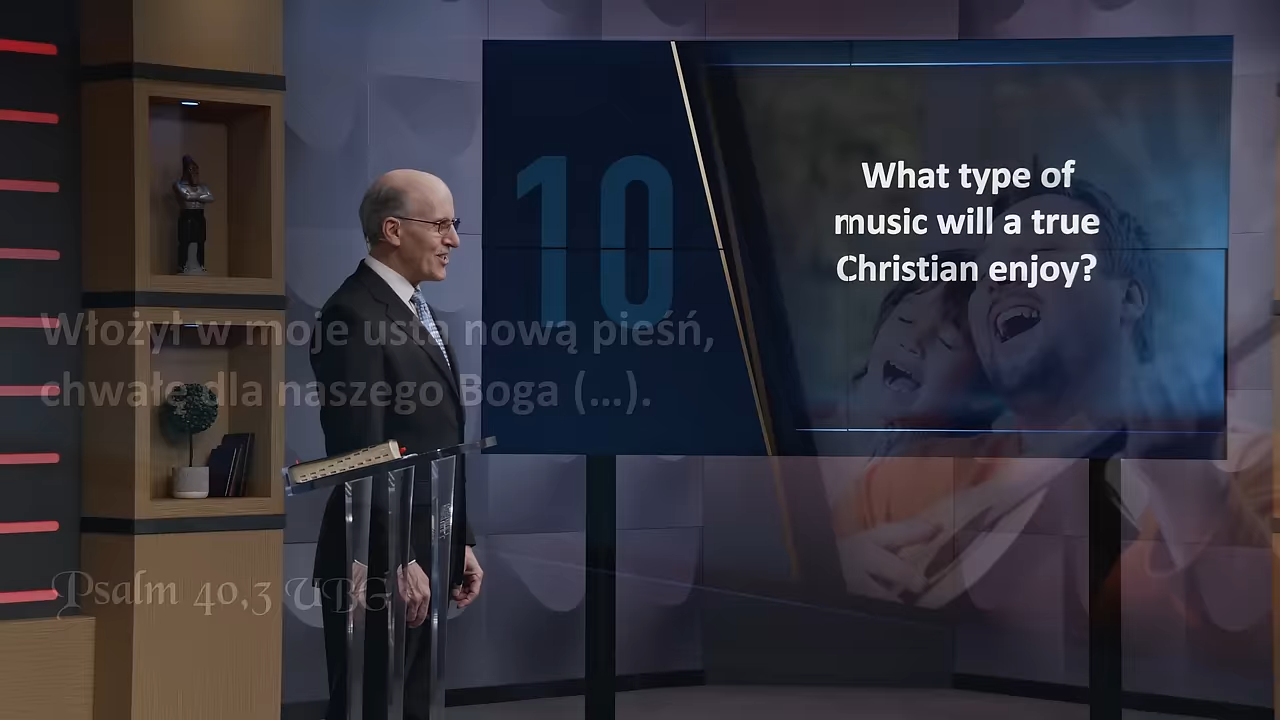 10
What type of
music will a true
Christian enjoy?
Włożył w moje usta nową pieśń,
chwałę dla naszego Boga (...).
Psalm 40,3 UBG